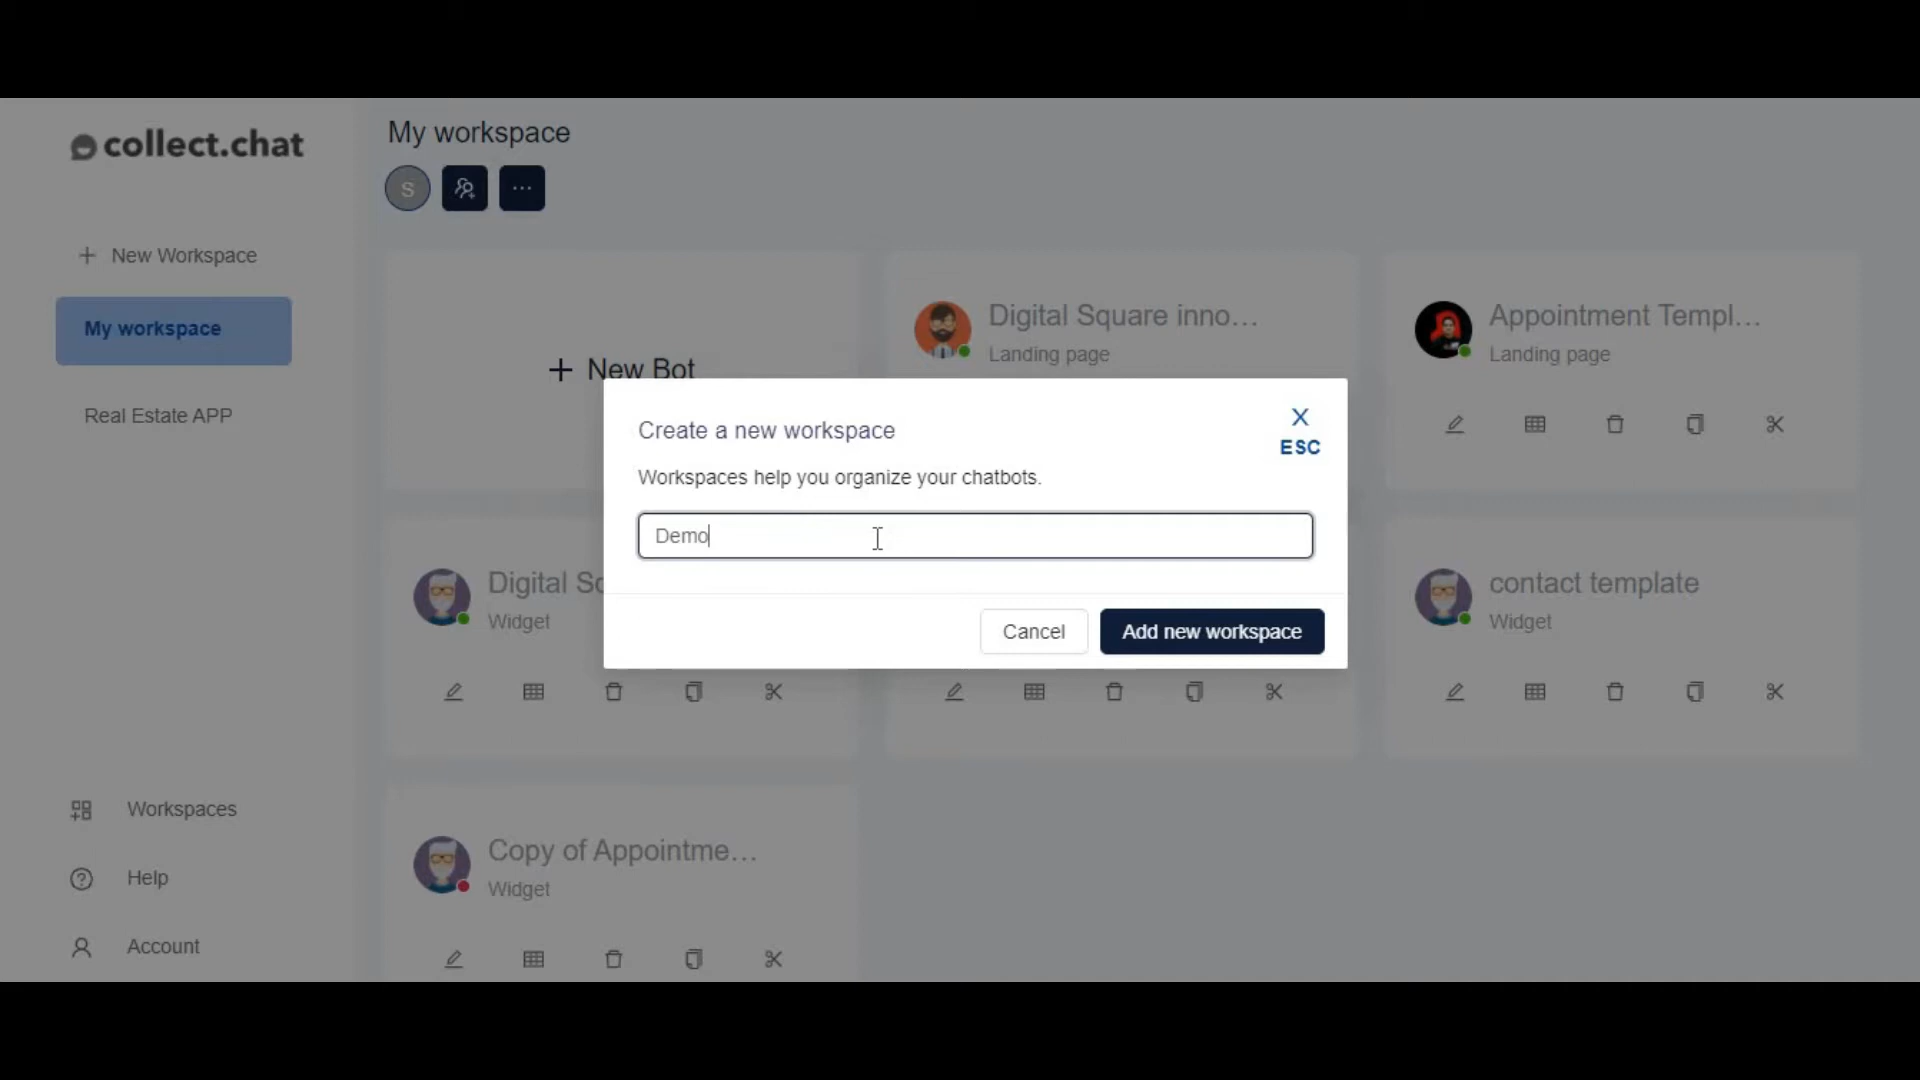 collect.chat
My workspace
S
+ New Workspace
My workspace
Real Estate APP
Workspaces
Help
Account
+ New Bot
Digital Square inno...
Landing page
Appointment Templ...
Landing page
Create a new workspace
X
ESC
Workspaces help you organize your chatbots.
Demo
Cancel
Add new workspace
Digital Sq
Widget
contact template
Widget
Copy of Appointme...
Widget